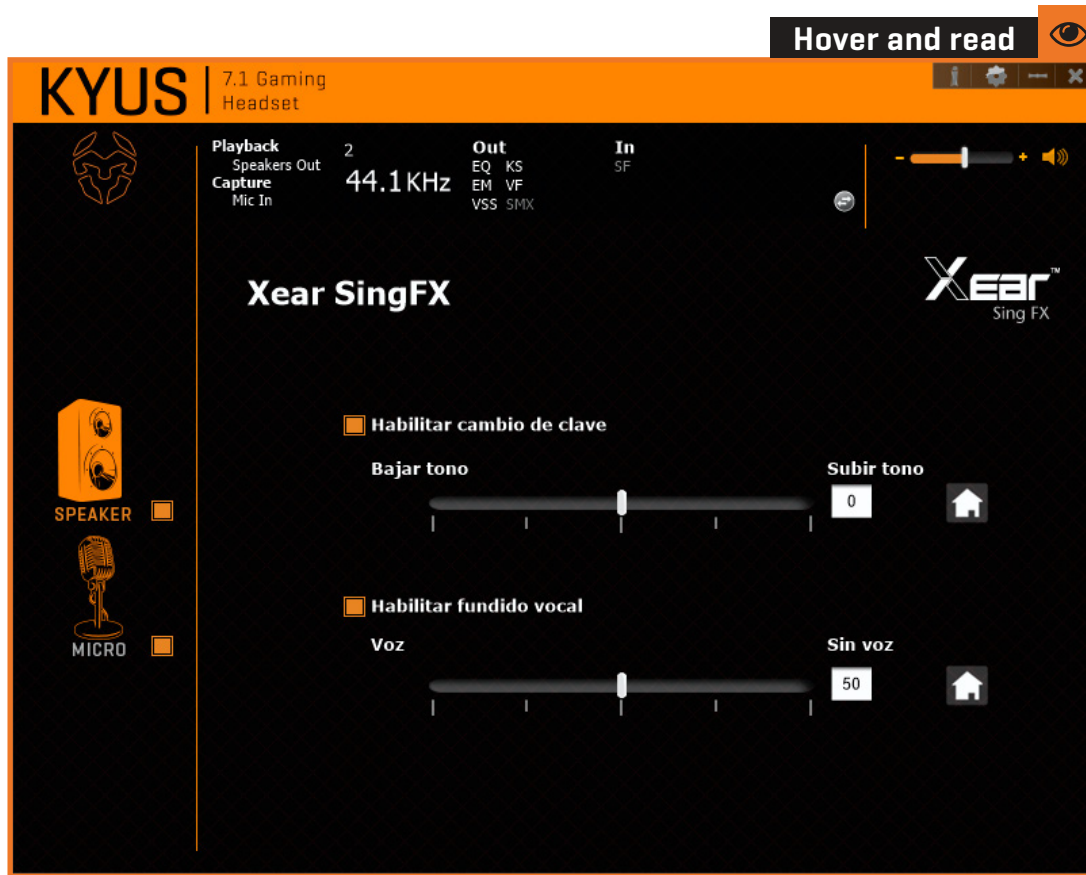 Hover and read
KYUS
7.1 Gaming
Headset
Playback
Speakers Out
Capture
Mic In
2
44.1KHz
Out
EQ KS
EM VF
VSS SMX
In
SF
- +
Xear SingFX
Xear™
Sing FX
Habilitar cambio de clave
Bajar tono
Subir tono
0
SPEAKER
Habilitar fundido vocal
MICRO
Voz
Sin voz
50